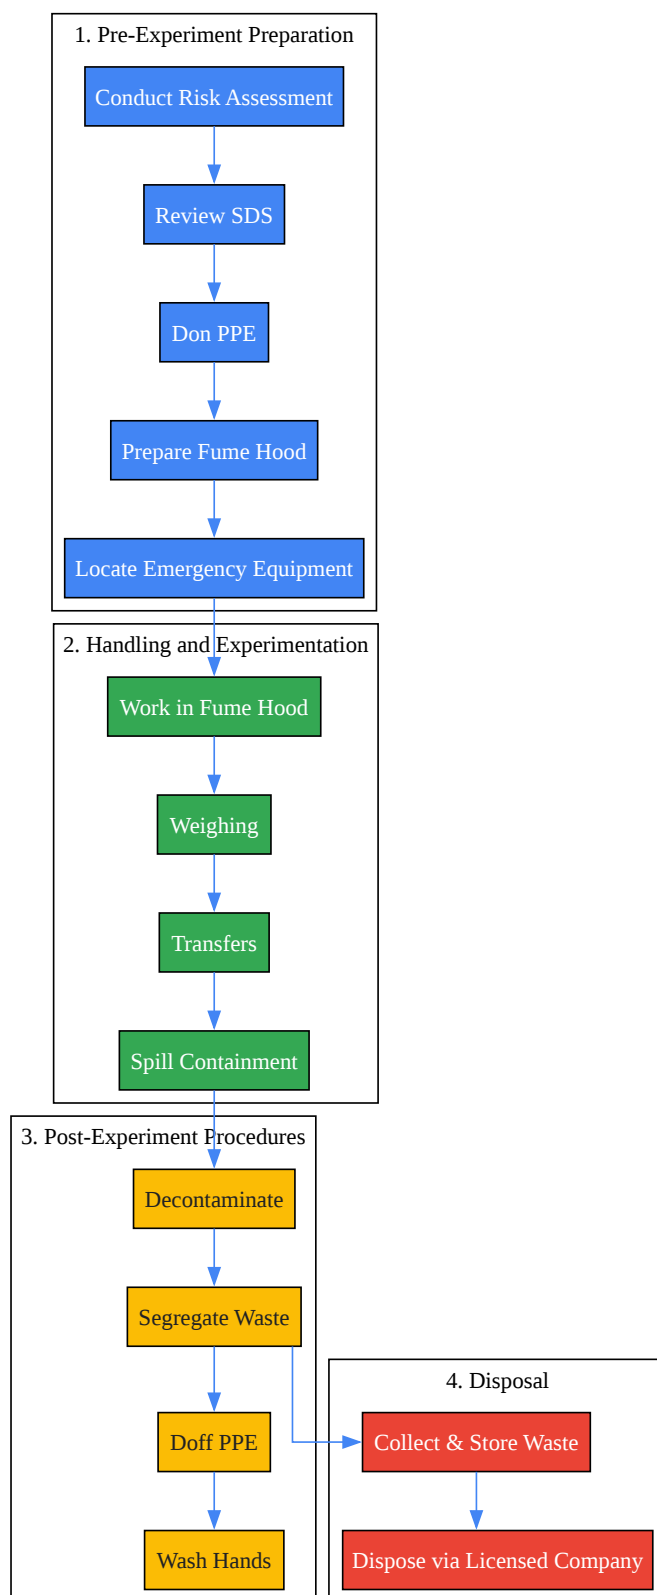 1. Pre-Experiment Preparation
Conduct Risk Assessment
Review SDS
Don PPE
Prepare Fume Hood
Locate Emergency Equipment
2. Handling and Experimentation
Work in Fume Hood
Weighing
Transfers
Spill Containment
3. Post-Experiment Procedures
Decontaminate
Segregate Waste
Doff PPE
Wash Hands
4. Disposal
Collect & Store Waste
Dispose via Licensed Company